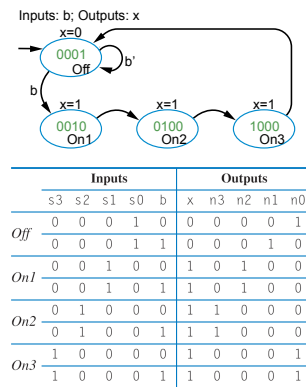 Inputs: b; Outputs: x
x=0
0001
Off
b'
b
x=1
x=1
x=1
0010
On1
0100
On2
1000
On3
Inputs Outputs
s3 s2 s1 s0 b x n3 n2 n1 n0
Off 0 0 0 1 0 0 0 0 0 1
0 0 0 1 1 0 0 0 1 0
On1 0 0 1 0 0 1 0 1 0 0
0 0 1 0 1 1 0 1 0 0
On2 0 1 0 0 0 1 1 0 0 0
0 1 0 0 1 1 1 0 0 0
On3 1 0 0 0 0 1 0 0 0 1
1 0 0 0 1 1 0 0 0 1